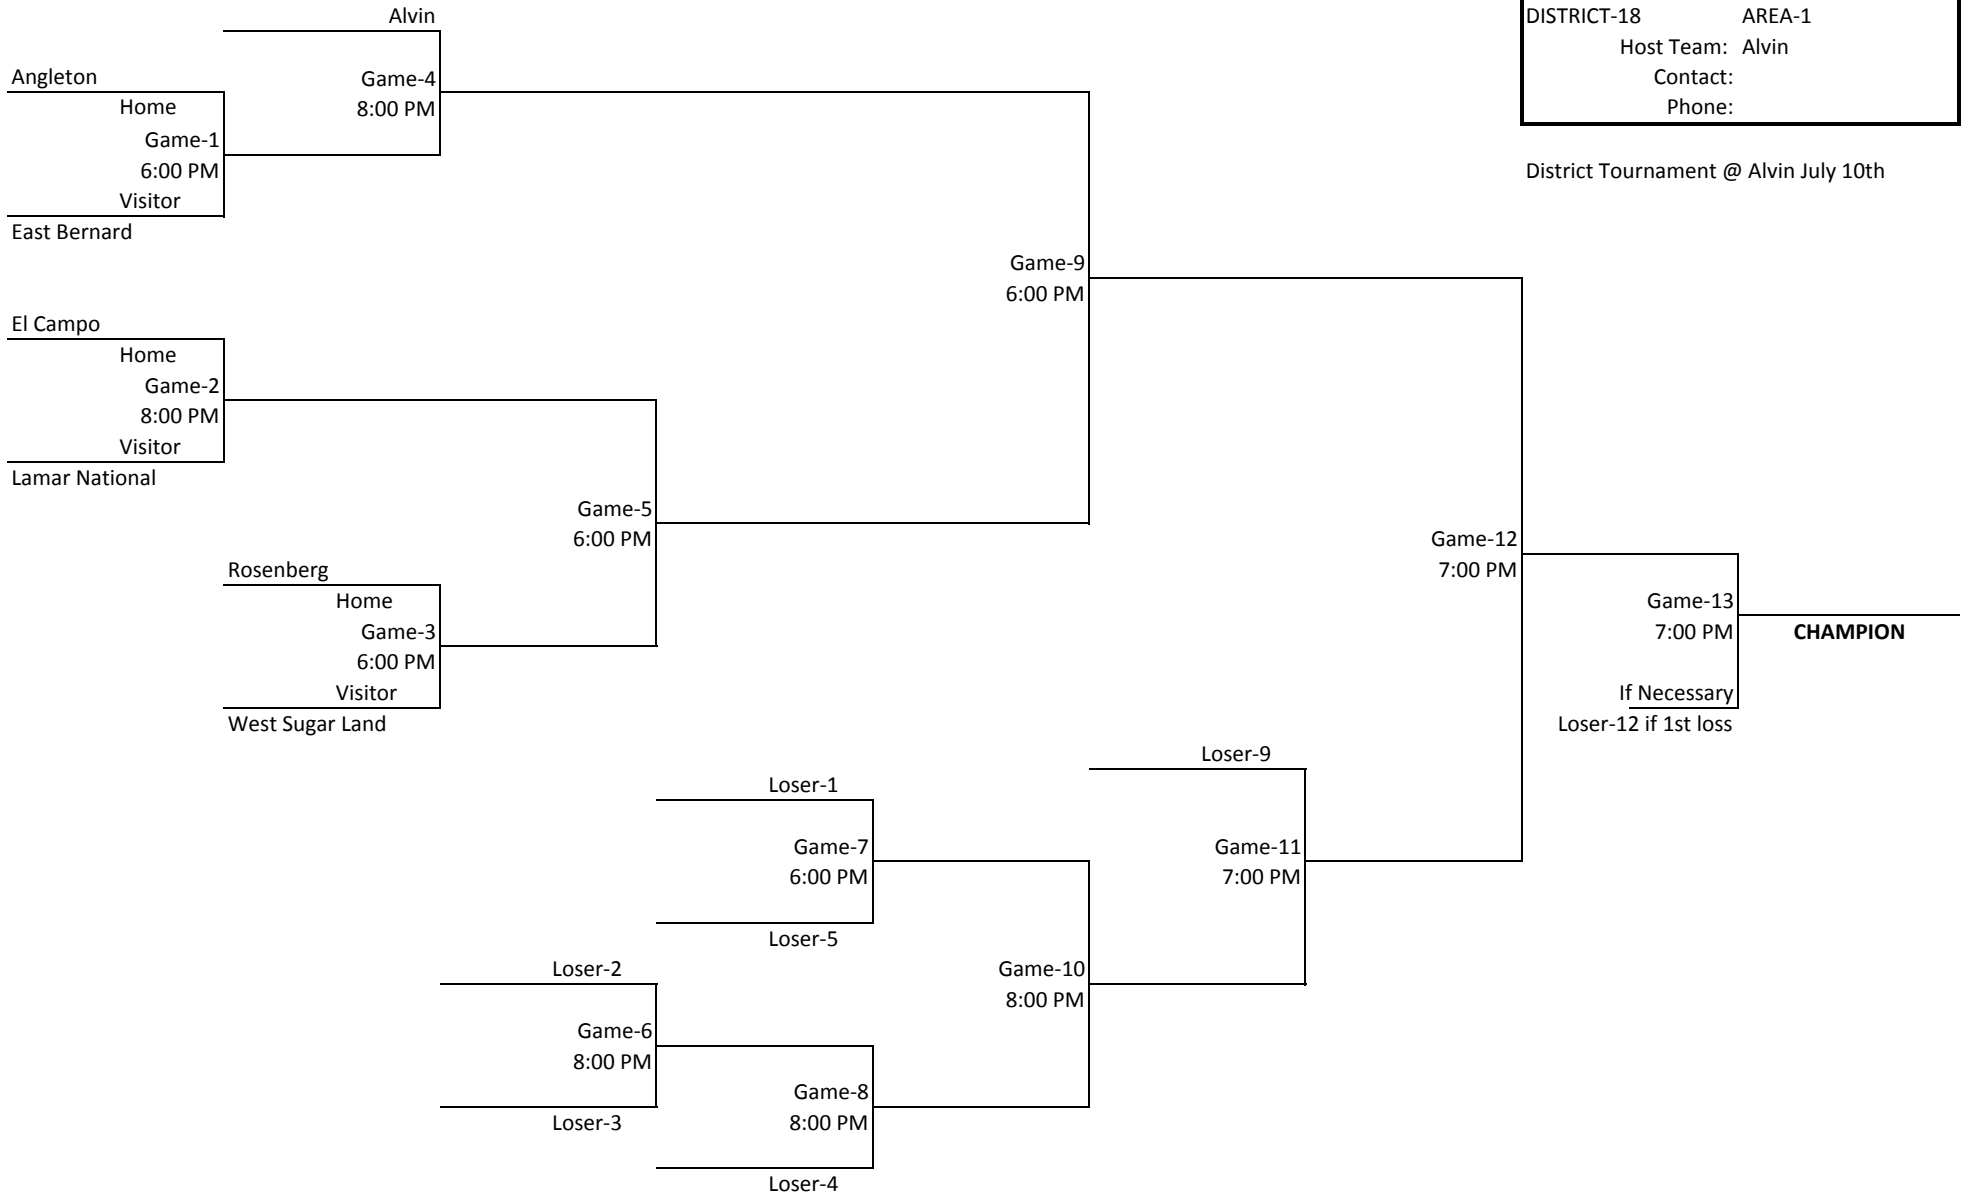 Alvin
DISTRICT-18 AREA-1
Host Team: Alvin
Contact:
Phone:
District Tournament @ Alvin July 10th
Angleton
Home
Game-1
6:00 PM
Visitor
East Bernard
Game-4
8:00 PM
El Campo
Home
Game-2
8:00 PM
Visitor
Lamar National
Game-9
6:00 PM
Game-5
6:00 PM
Rosenberg
Home
Game-3
6:00 PM
Visitor
West Sugar Land
Game-12
7:00 PM
Game-13
7:00 PM
CHAMPION
If Necessary
Loser-12 if 1st loss
Loser-9
Loser-1
Game-7
6:00 PM
Loser-5
Game-11
7:00 PM
Loser-2
Game-6
8:00 PM
Loser-3
Game-10
8:00 PM
Game-8
8:00 PM
Loser-4